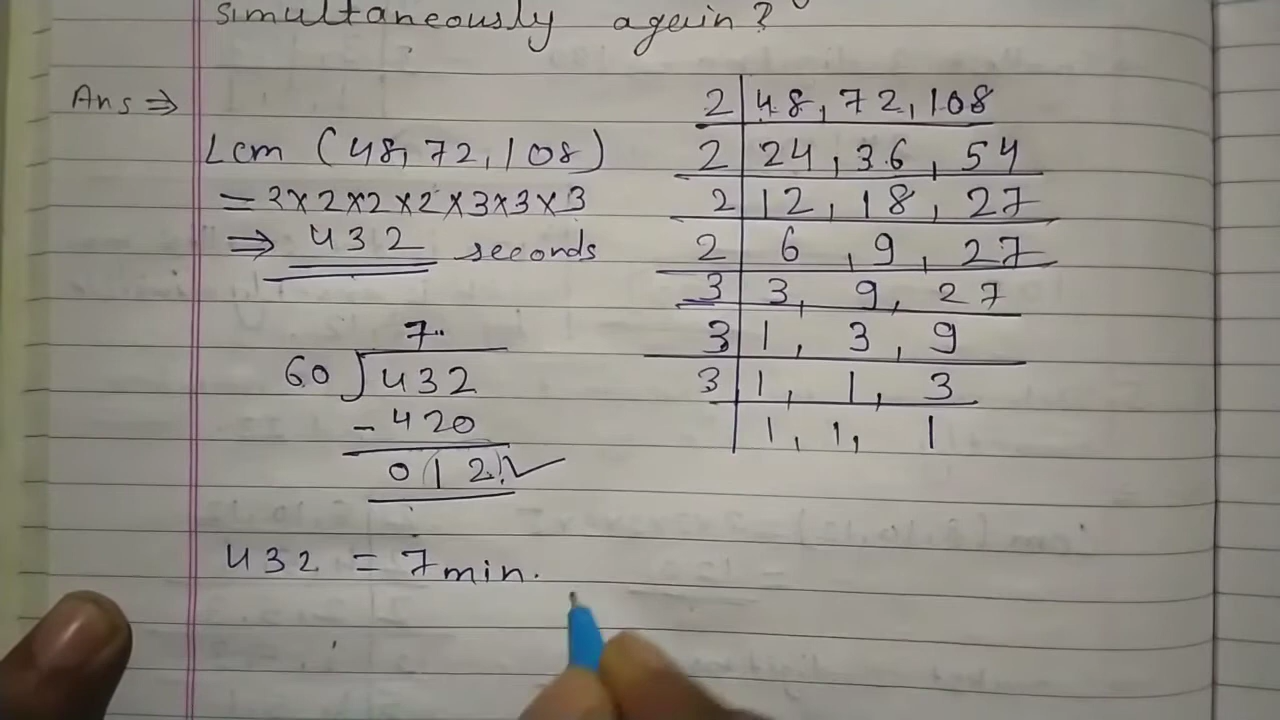 simultaneously again?
Ans ⇒
Lcm (48, 72, 108)
= 2×2×2×2×3×3×3
⇒ 432 seconds
7
60 ) 432
- 420
012
432 = 7min.
2 | 48, 72, 108
2 | 24, 36, 54
2 | 12, 18, 27
2 | 6, 9, 27
3 | 3, 9, 27
3 | 1, 3, 9
3 | 1, 1, 3
1, 1, 1